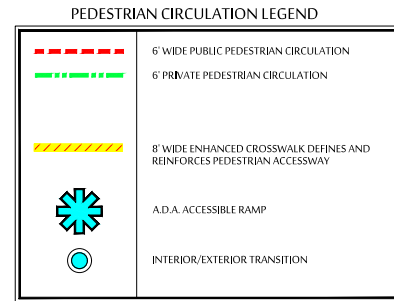 PEDESTRIAN CIRCULATION LEGEND
6' WIDE PUBLIC PEDESTRIAN CIRCULATION
6' PRIVATE PEDESTRIAN CIRCULATION
8' WIDE ENHANCED CROSSWALK DEFINES AND
REINFORCES PEDESTRIAN ACCESSWAY
A.D.A. ACCESSIBLE RAMP
INTERIOR/EXTERIOR TRANSITION